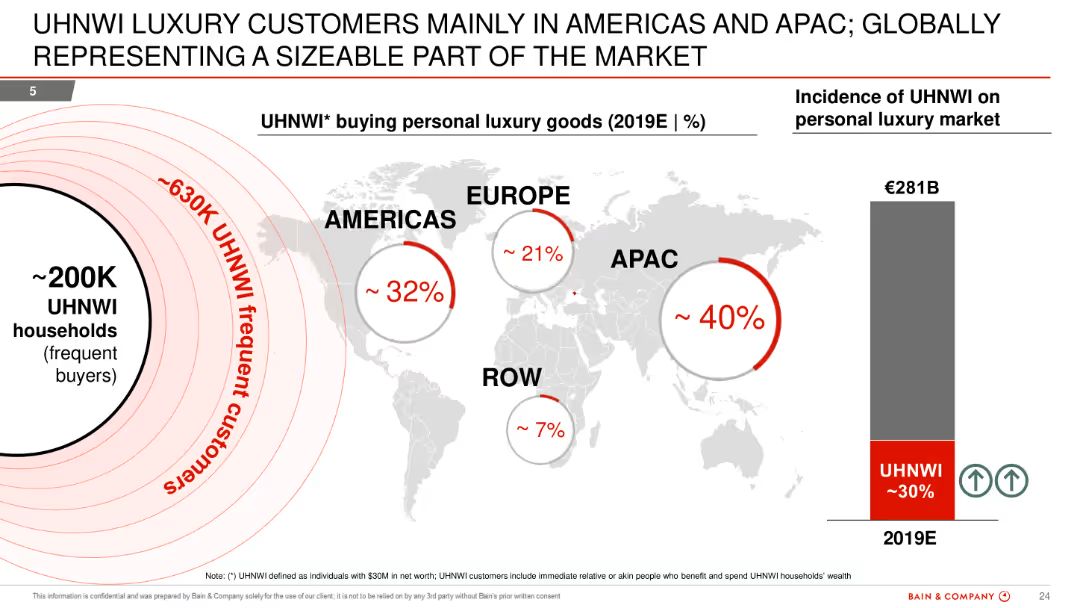 UHNWI LUXURY CUSTOMERS MAINLY IN AMERICAS AND APAC; GLOBALLY
REPRESENTING A SIZEABLE PART OF THE MARKET
5
UHNWI* buying personal luxury goods (2019E | %)
Incidence of UHNWI on
personal luxury market
~200K
UHNWI
households
(frequent
buyers)
~630K UHNWI frequent customers
AMERICAS
~ 32%
EUROPE
~ 21%
APAC
~ 40%
ROW
~ 7%
€281B
UHNWI
~30%
2019E
Note: (*) UHNWI defined as individuals with $30M in net worth; UHNWI customers include immediate relative or akin people who benefit and spend UHNWI households' wealth
This information is confidential and was prepared by Bain & Company solely for the use of our client; it is not to be relied on by any 3rd party without Bain's prior written consent
BAIN & COMPANY
24